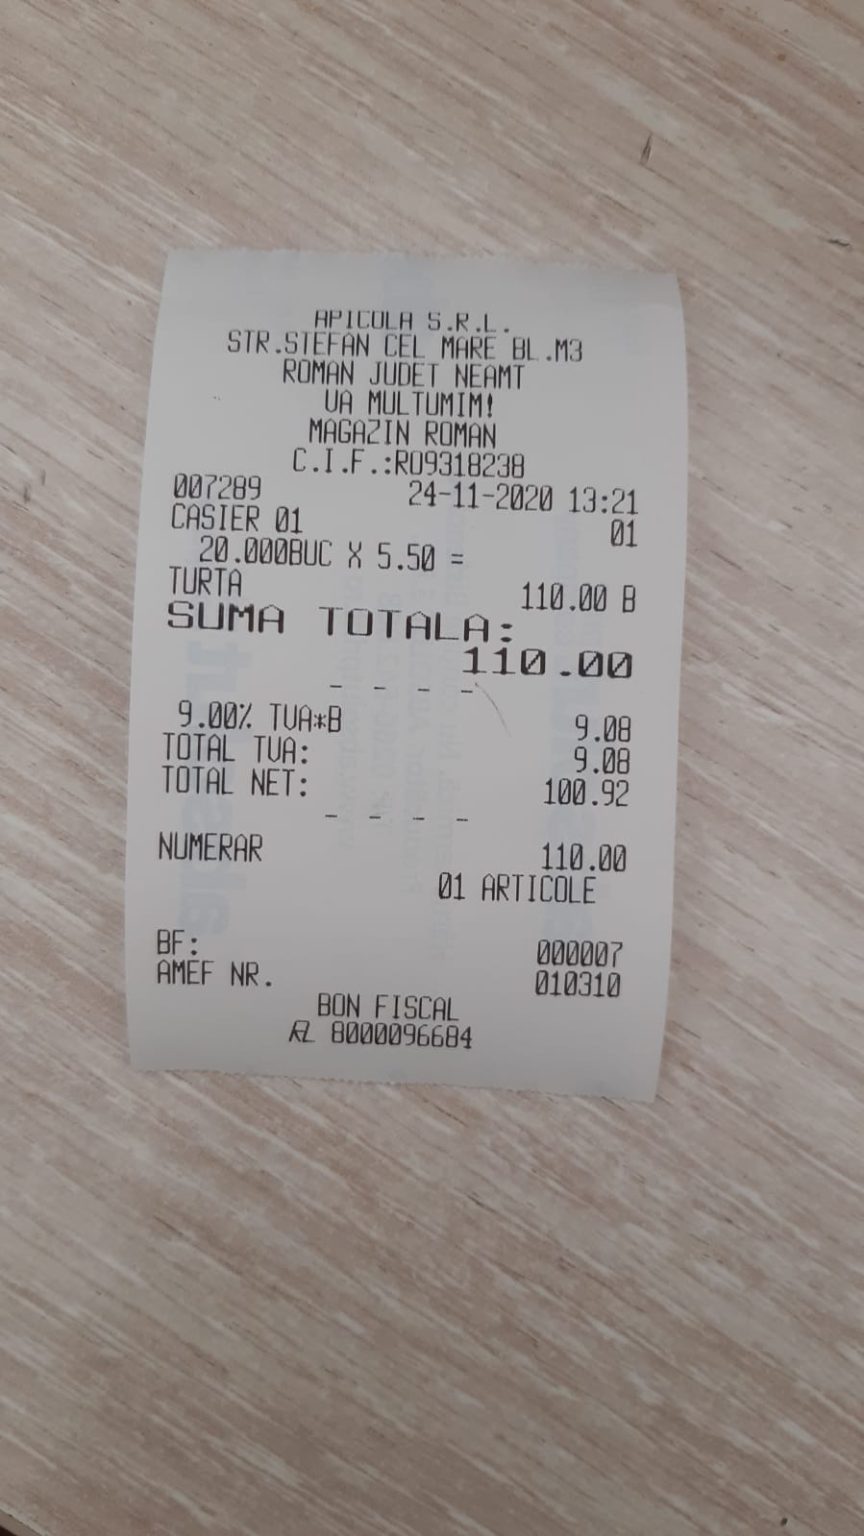 APICOLA S.R.L.
STR.STEFAN CEL MARE BL.M3
ROMAN JUDET NEAMT
VA MULTUMIM!
MAGAZIN ROMAN
C.I.F.:RO9318238
007289 24-11-2020 13:21
CASIER 01 01
20.000BUC X 5.50 =
TURTA 110.00 B
SUMA TOTALA:
110.00
- - - -
9.00% TVA*B 9.08
TOTAL TVA: 9.08
TOTAL NET: 100.92
- - - -
NUMERAR 110.00
01 ARTICOLE
BF: 000007
AMEF NR. 010310
BON FISCAL
8000096684